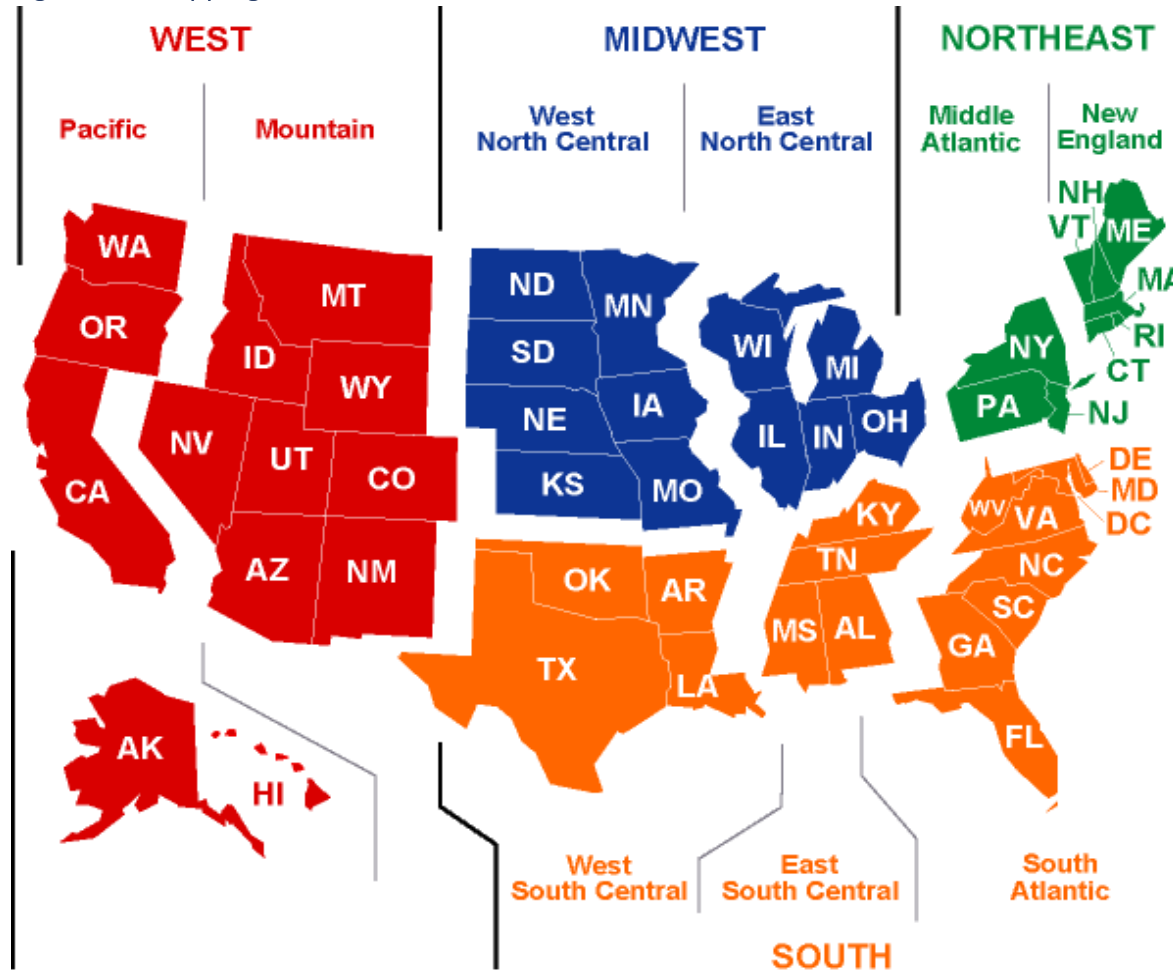 WEST
MIDWEST
NORTHEAST
Pacific
Mountain
West
North Central
East
North Central
Middle
Atlantic
New
England
WA
OR
CA
NV
ID
MT
WY
UT
CO
AZ
NM
AK
HI
ND
SD
NE
KS
MN
IA
MO
WI
MI
IL
IN
OH
NH
VT
ME
MA
RI
CT
NY
PA
NJ
DE
MD
DC
WV
VA
NC
SC
GA
FL
KY
TN
MS
AL
OK
AR
TX
LA
West
South Central
East
South Central
South
Atlantic
SOUTH